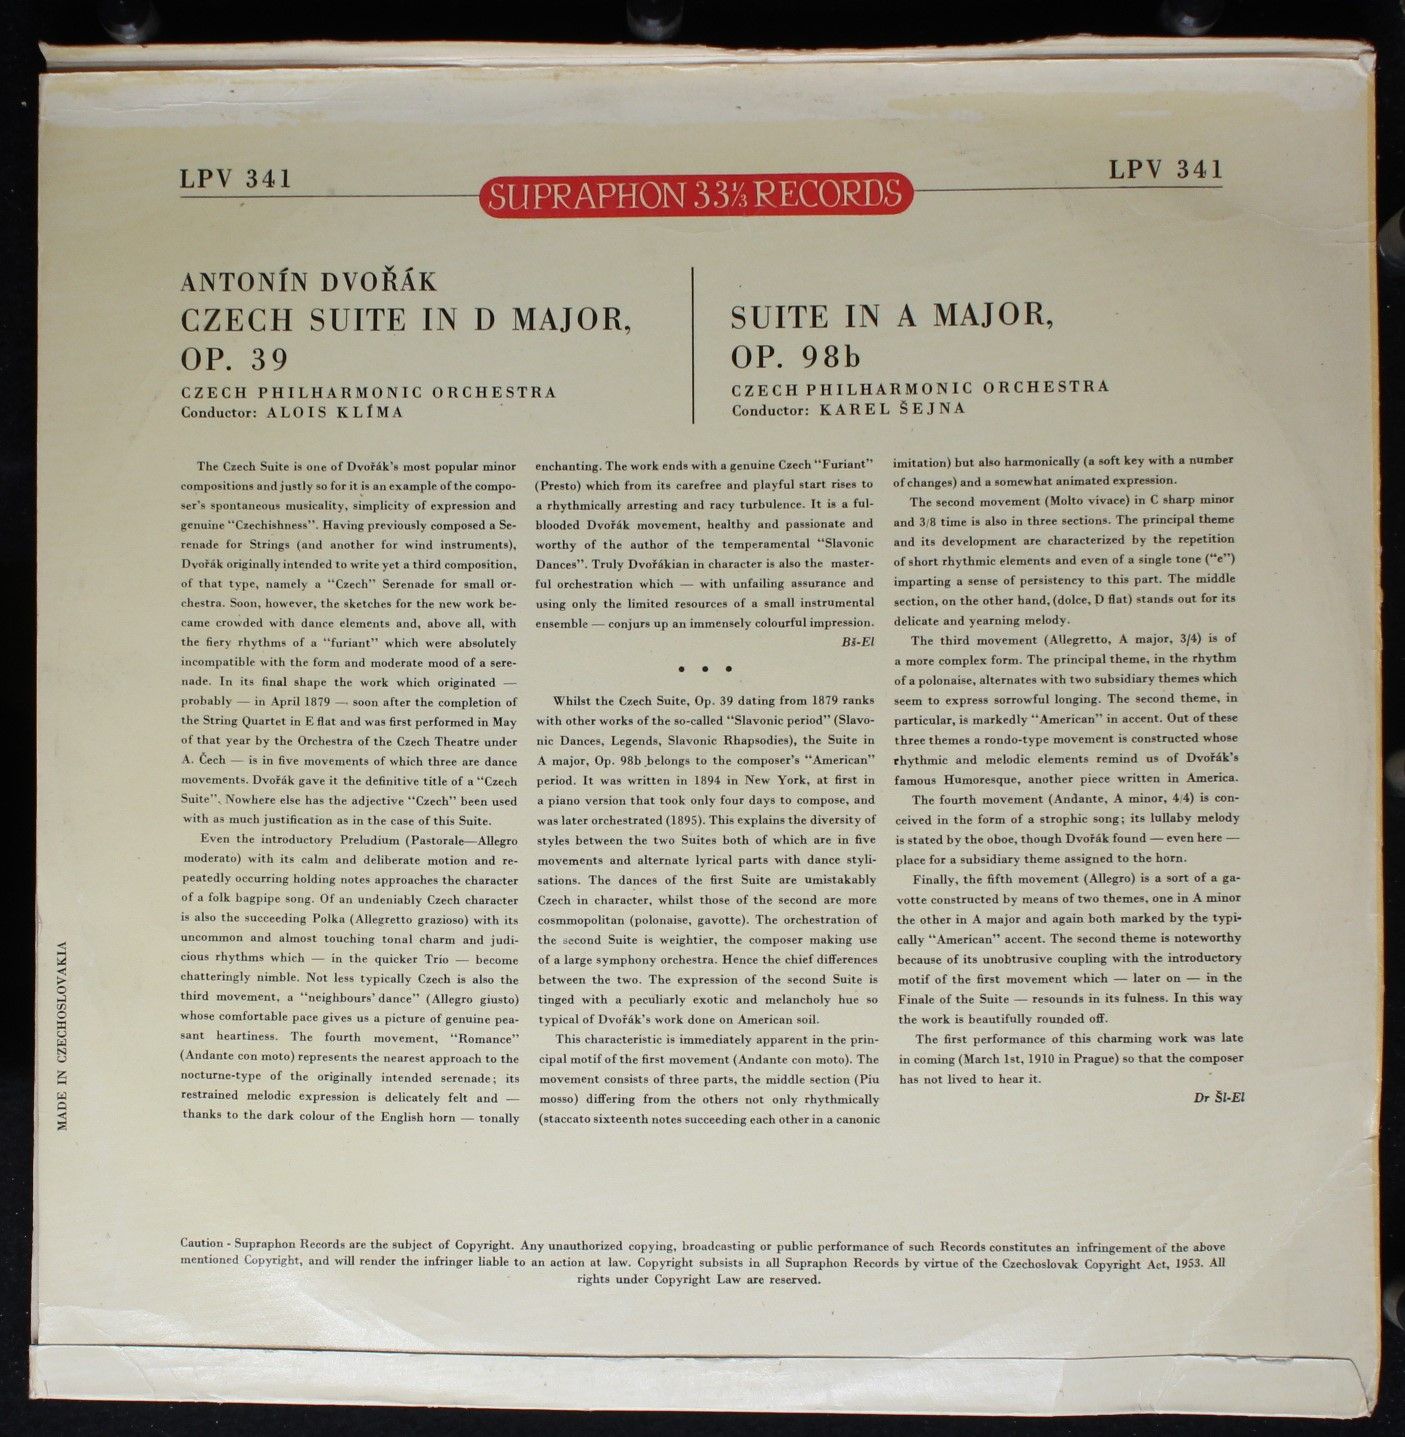 LPV 341
SUPRAPHON 33⅓ RECORDS
LPV 341
ANTONÍN DVOŘÁK
CZECH SUITE IN D MAJOR,
OP. 39
CZECH PHILHARMONIC ORCHESTRA
Conductor: ALOIS KLÍMA
SUITE IN A MAJOR,
OP. 98b
CZECH PHILHARMONIC ORCHESTRA
Conductor: KAREL ŠEJNA
The Czech Suite is one of Dvořák's most popular minor
compositions and justly so for it is an example of the compo-
ser's spontaneous musicality, simplicity of expression and
genuine “Czechishness”. Having previously composed a Se-
renade for Strings (and another for wind instruments),
Dvořák originally intended to write yet a third composition,
of that type, namely a “Czech” Serenade for small or-
chestra. Soon, however, the sketches for the new work be-
came crowded with dance elements and, above all, with
the fiery rhythms of a “furiant” which were absolutely
incompatible with the form and moderate mood of a sere-
nade. In its final shape the work which originated —
probably — in April 1879 — soon after the completion of
the String Quartet in E flat and was first performed in May
of that year by the Orchestra of the Czech Theatre under
A. Čech — is in five movements of which three are dance
movements. Dvořák gave it the definitive title of a “Czech
Suite”. Nowhere else has the adjective “Czech” been used
with as much justification as in the case of this Suite.
Even the introductory Preludium (Pastorale—Allegro
moderato) with its calm and deliberate motion and re-
peatedly occurring holding notes approaches the character
of a folk bagpipe song. Of an undeniably Czech character
is also the succeeding Polka (Allegretto grazioso) with its
uncommon and almost touching tonal charm and judi-
cious rhythms which — in the quicker Trio — become
chatteringly nimble. Not less typically Czech is also the
third movement, a “neighbours' dance” (Allegro giusto)
whose comfortable pace gives us a picture of genuine pea-
sant heartiness. The fourth movement, “Romance”
(Andante con moto) represents the nearest approach to the
nocturne-type of the originally intended serenade; its
restrained melodic expression is delicately felt and —
thanks to the dark colour of the English horn — tonally
enchanting. The work ends with a genuine Czech “Furiant”
(Presto) which from its carefree and playful start rises to
a rhythmically arresting and racy turbulence. It is a ful-
blooded Dvořák movement, healthy and passionate and
worthy of the author of the temperamental “Slavonic
Dances”. Truly Dvořákian in character is also the master-
ful orchestration which — with unfailing assurance and
using only the limited resources of a small instrumental
ensemble — conjurs up an immensely colourful impression.
Bš-El
• • •
Whilst the Czech Suite, Op. 39 dating from 1879 ranks
with other works of the so-called “Slavonic period” (Slavo-
nic Dances, Legends, Slavonic Rhapsodies), the Suite in
A major, Op. 98b belongs to the composer's “American”
period. It was written in 1894 in New York, at first in
a piano version that took only four days to compose, and
was later orchestrated (1895). This explains the diversity of
styles between the two Suites both of which are in five
movements and alternate lyrical parts with dance styli-
sations. The dances of the first Suite are umistakably
Czech in character, whilst those of the second are more
cosmmopolitan (polonaise, gavotte). The orchestration of
the second Suite is weightier, the composer making use
of a large symphony orchestra. Hence the chief differences
between the two. The expression of the second Suite is
tinged with a peculiarly exotic and melancholy hue so
typical of Dvořák's work done on American soil.
This characteristic is immediately apparent in the prin-
cipal motif of the first movement (Andante con moto). The
movement consists of three parts, the middle section (Piu
mosso) differing from the others not only rhythmically
(staccato sixteenth notes succeeding each other in a canonic
imitation) but also harmonically (a soft key with a number
of changes) and a somewhat animated expression.
The second movement (Molto vivace) in C sharp minor
and 3/8 time is also in three sections. The principal theme
and its development are characterized by the repetition
of short rhythmic elements and even of a single tone (“e”)
imparting a sense of persistency to this part. The middle
section, on the other hand, (dolce, D flat) stands out for its
delicate and yearning melody.
The third movement (Allegretto, A major, 3/4) is of
a more complex form. The principal theme, in the rhythm
of a polonaise, alternates with two subsidiary themes which
seem to express sorrowful longing. The second theme, in
particular, is markedly “American” in accent. Out of these
three themes a rondo-type movement is constructed whose
rhythmic and melodic elements remind us of Dvořák's
famous Humoresque, another piece written in America.
The fourth movement (Andante, A minor, 4/4) is con-
ceived in the form of a strophic song; its lullaby melody
is stated by the oboe, though Dvořák found — even here —
place for a subsidiary theme assigned to the horn.
Finally, the fifth movement (Allegro) is a sort of a ga-
votte constructed by means of two themes, one in A minor
the other in A major and again both marked by the typi-
cally “American” accent. The second theme is noteworthy
because of its unobtrusive coupling with the introductory
motif of the first movement which — later on — in the
Finale of the Suite — resounds in its fulness. In this way
the work is beautifully rounded off.
The first performance of this charming work was late
in coming (March 1st, 1910 in Prague) so that the composer
has not lived to hear it.
Dr Šl-El
MADE IN CZECHOSLOVAKIA
Caution - Supraphon Records are the subject of Copyright. Any unauthorized copying, broadcasting or public performance of such Records constitutes an infringement of the above
mentioned Copyright, and will render the infringer liable to an action at law. Copyright subsists in all Supraphon Records by virtue of the Czechoslovak Copyright Act, 1953. All
rights under Copyright Law are reserved.